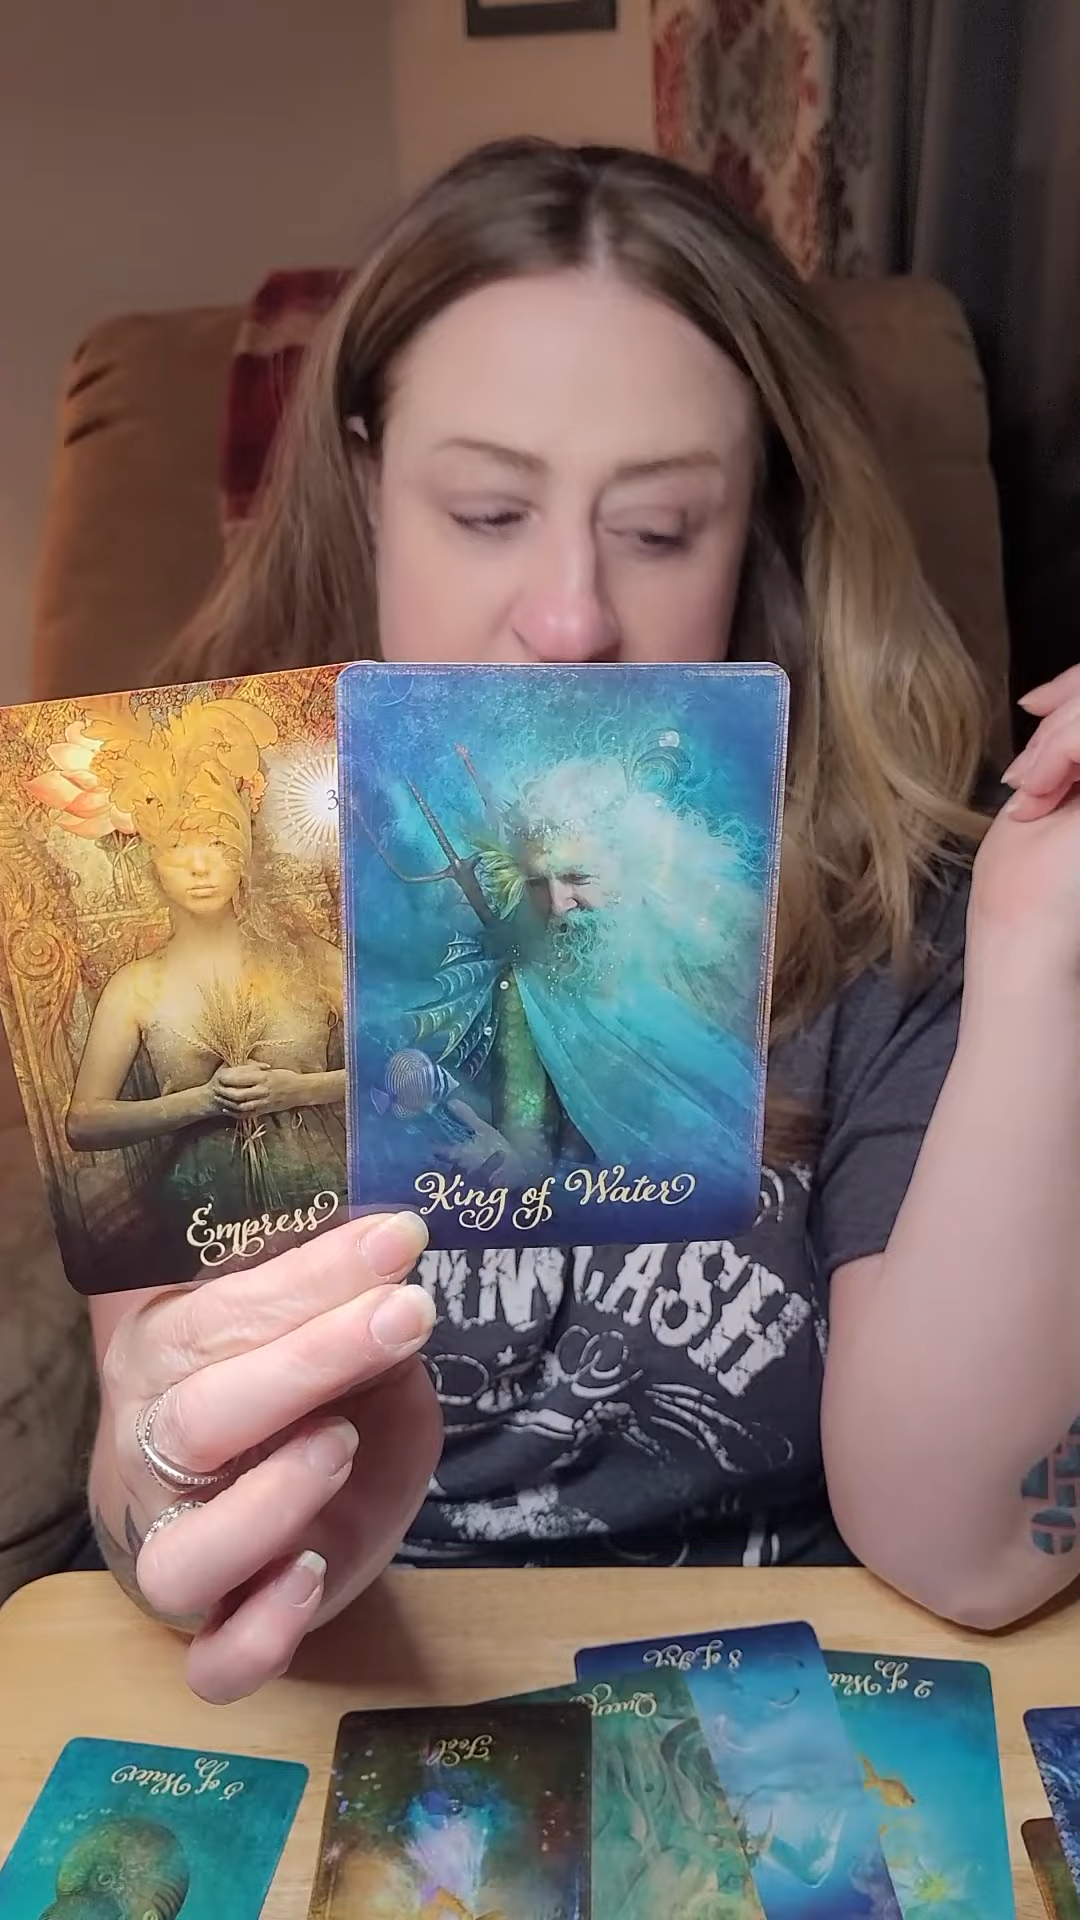 3
Empress
King of Water
8 of
2 of Water
Queen
Fool
5 of Water